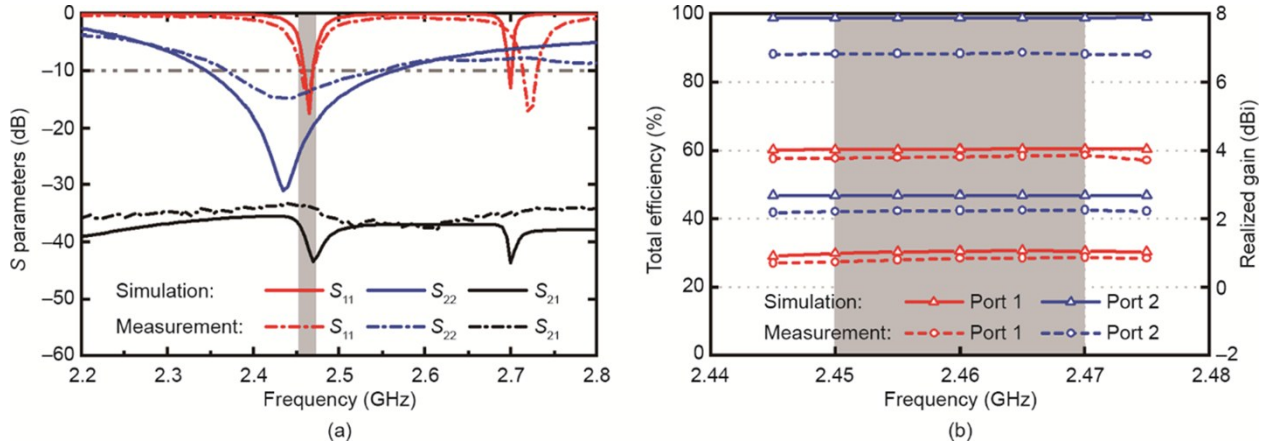 0
–10
–20
–30
–40
–50
–60
S parameters (dB)
Simulation: S11 S22 S21
Measurement: S11 S22 S21
2.2 2.3 2.4 2.5 2.6 2.7 2.8
Frequency (GHz)
(a)
100
80
60
40
20
0
Total efficiency (%)
8
6
4
2
0
–2
Realized gain (dBi)
Simulation: Port 1 Port 2
Measurement: Port 1 Port 2
2.44 2.45 2.46 2.47 2.48
Frequency (GHz)
(b)